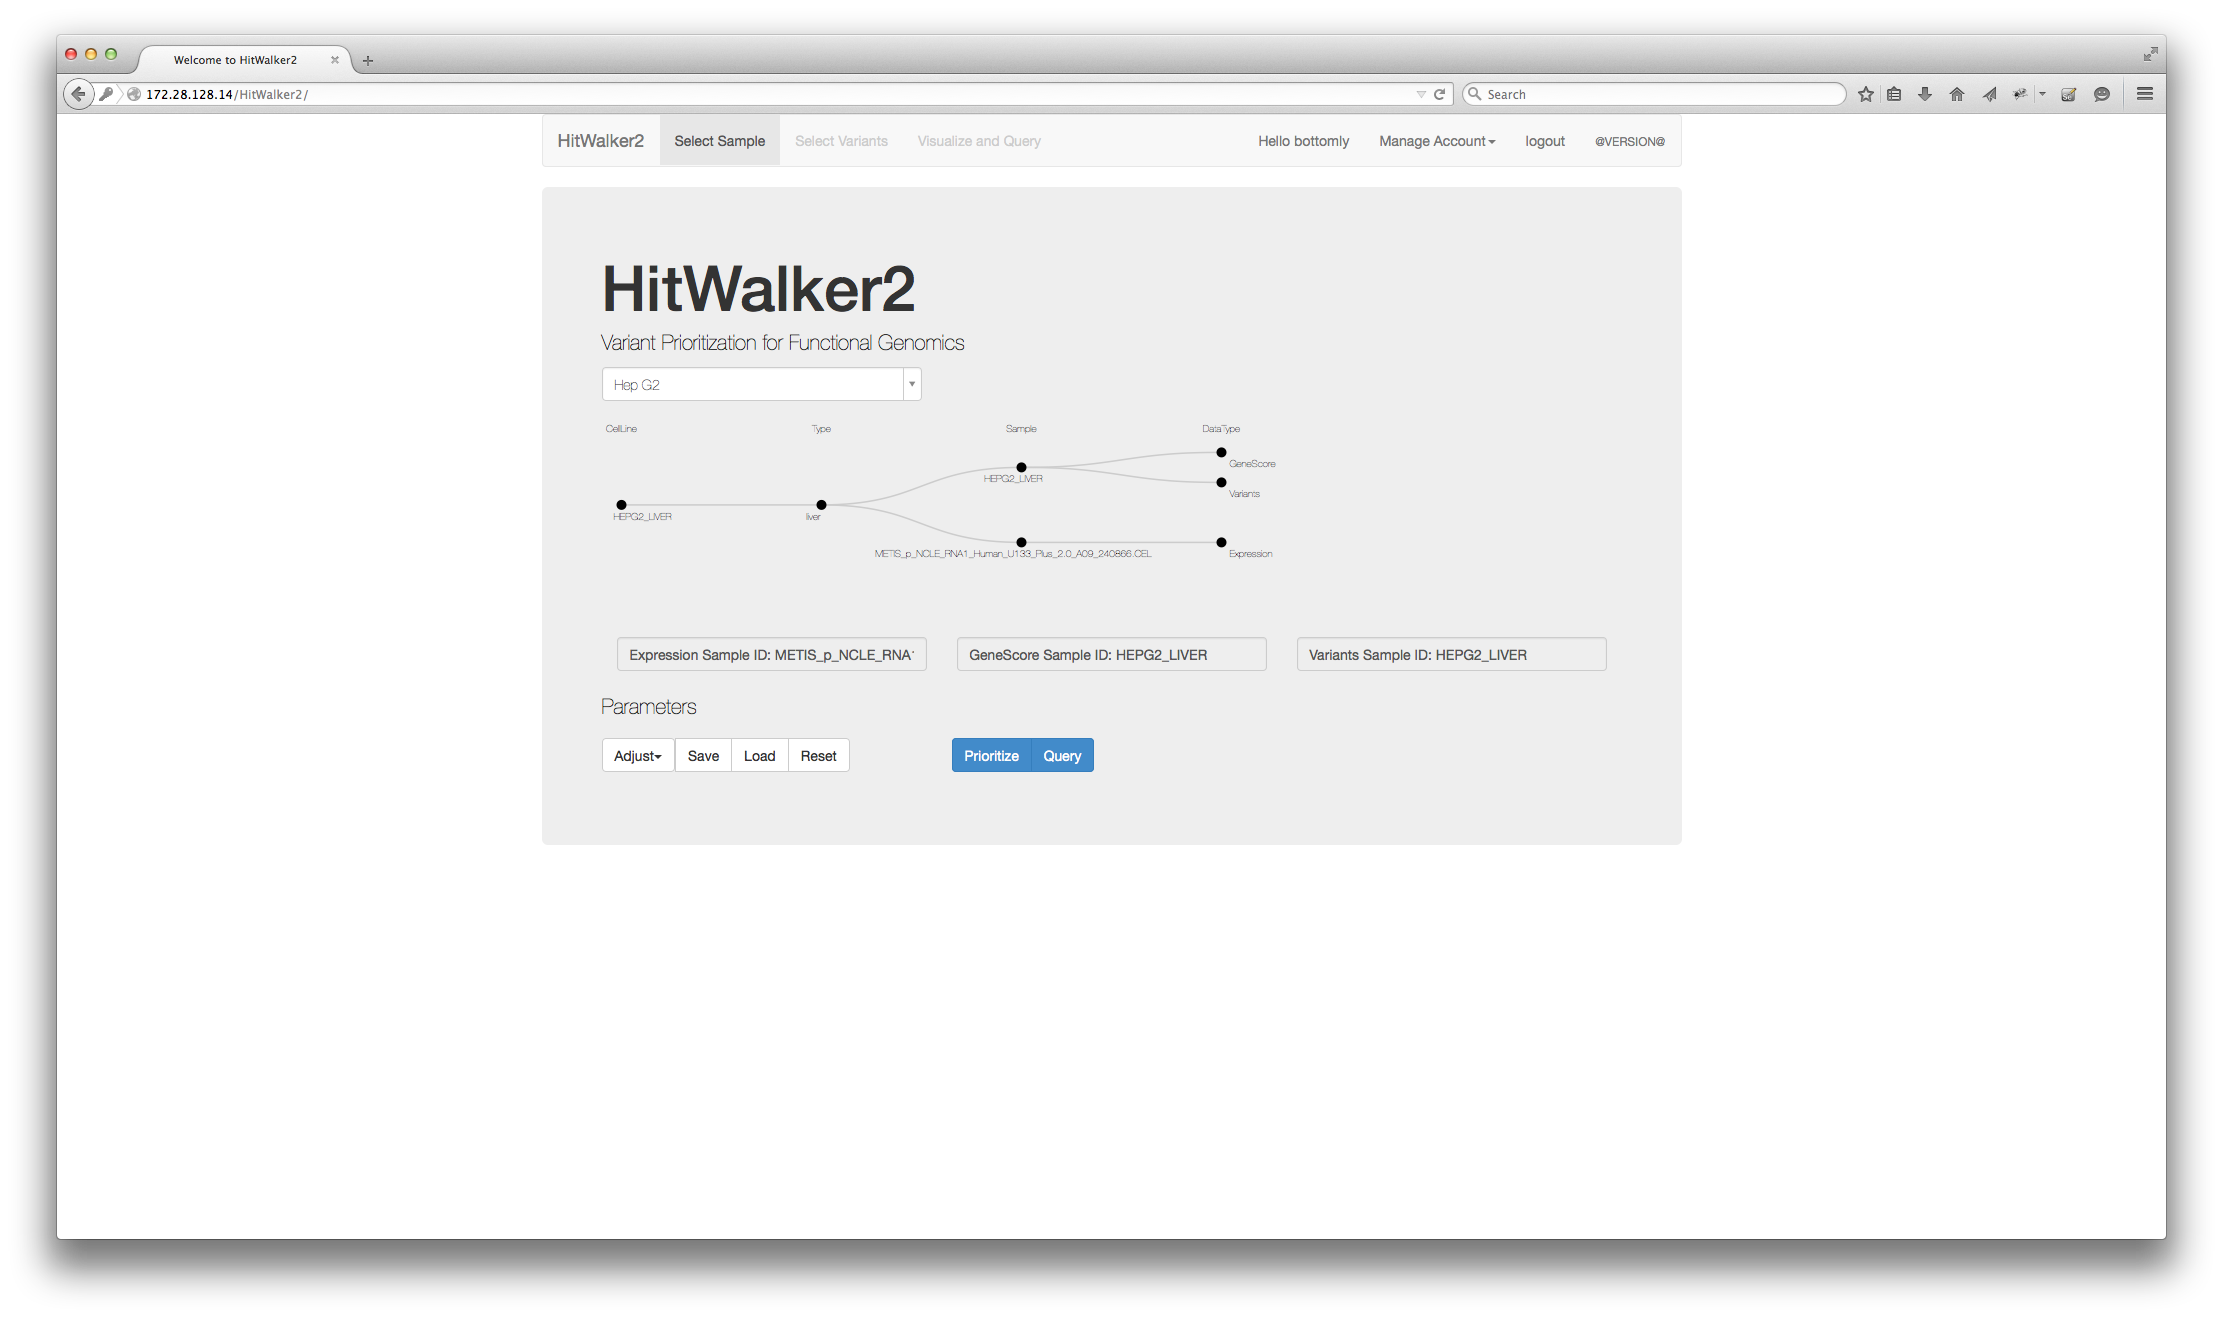 Welcome to HitWalker2
172.28.128.14/HitWalker2/
Search
HitWalker2 Select Sample Select Variants Visualize and Query Hello bottomly Manage Account logout @VERSION@
HitWalker2
Variant Prioritization for Functional Genomics
Hep G2
CellLine Type Sample DataType
GeneScore
HEPG2_LIVER
Variants
HEPG2_LIVER liver
METIS_p_NCLE_RNA1_Human_U133_Plus_2.0_A09_240866.CEL Expression
Expression Sample ID: METIS_p_NCLE_RNA1 GeneScore Sample ID: HEPG2_LIVER Variants Sample ID: HEPG2_LIVER
Parameters
Adjust Save Load Reset Prioritize Query